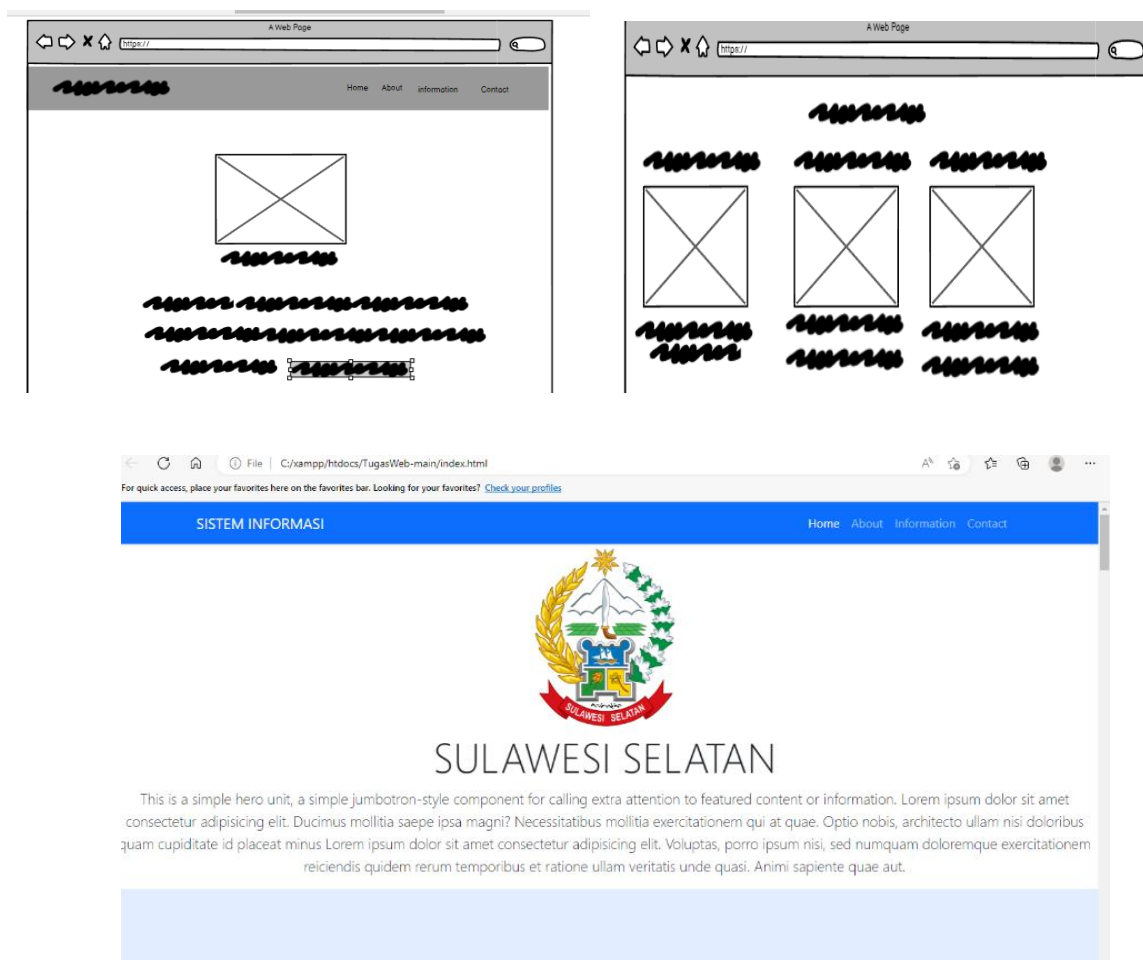 A Web Page
https://
Home About information Contact
A Web Page
https://
File C:/xampp/htdocs/TugasWeb-main/index.html
For quick access, place your favorites here on the favorites bar. Looking for your favorites? Check your profiles
SISTEM INFORMASI Home About Information Contact
SULAWESI SELATAN
SULAWESI SELATAN
This is a simple hero unit, a simple jumbotron-style component for calling extra attention to featured content or information. Lorem ipsum dolor sit amet
consectetur adipisicing elit. Ducimus mollitia saepe ipsa magni? Necessitatibus mollitia exercitationem qui at quae. Optio nobis, architecto ullam nisi doloribus
quam cupiditate id placeat minus Lorem ipsum dolor sit amet consectetur adipisicing elit. Voluptas, porro ipsum nisi, sed numquam doloremque exercitationem
reiciendis quidem rerum temporibus et ratione ullam veritatis unde quasi. Animi sapiente quae aut.